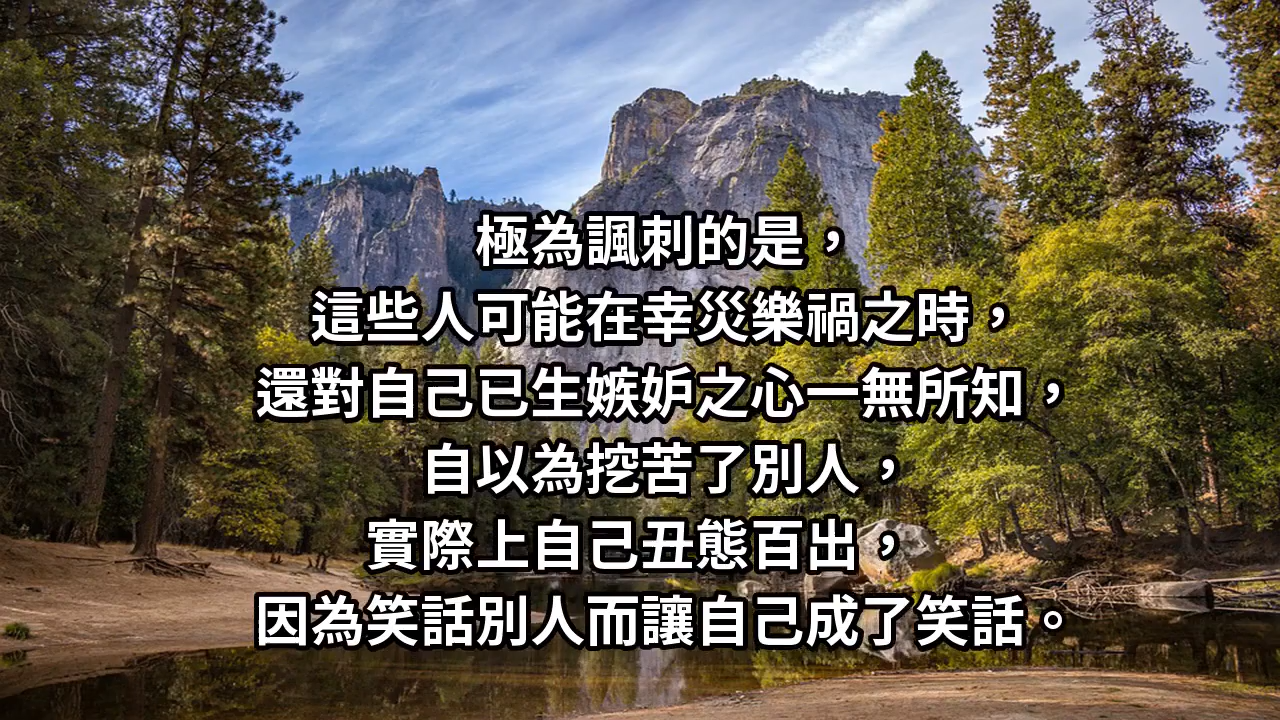 極為諷刺的是，
這些人可能在幸災樂禍之時，
還對自己已生嫉妒之心一無所知，
自以為挖苦了別人，
實際上自己丑態百出，
因為笑話別人而讓自己成了笑話。